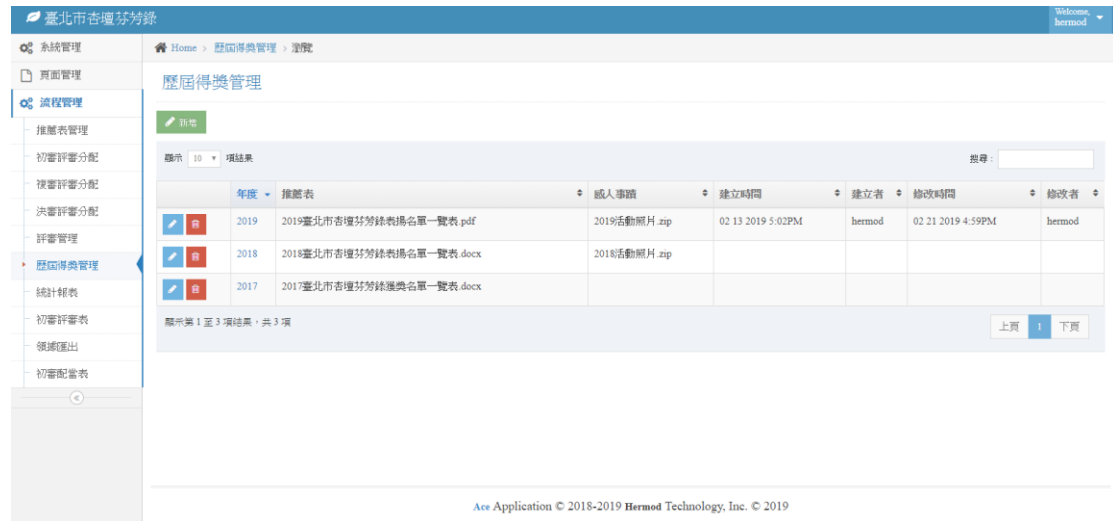 臺北市杏壇芬芳錄
Welcome,
hermod
系統管理
頁面管理
流程管理
推薦表管理
初審評審分配
複審評審分配
決審評審分配
評審管理
歷屆得獎管理
統計報表
初審評審表
領據匯出
初審配當表
Home > 歷屆得獎管理 > 瀏覽
歷屆得獎管理
新增
顯示 10 項結果
搜尋：
年度 推薦表 感人事蹟 建立時間 建立者 修改時間 修改者
2019 2019臺北市杏壇芬芳錄表揚名單一覽表.pdf 2019活動照片.zip 02 13 2019 5:02PM hermod 02 21 2019 4:59PM hermod
2018 2018臺北市杏壇芬芳錄表揚名單一覽表.docx 2018活動照片.zip
2017 2017臺北市杏壇芬芳錄獲獎名單一覽表.docx
顯示第 1 至 3 項結果，共 3 項
上頁 1 下頁
Ace Application © 2018-2019 Hermod Technology, Inc. © 2019